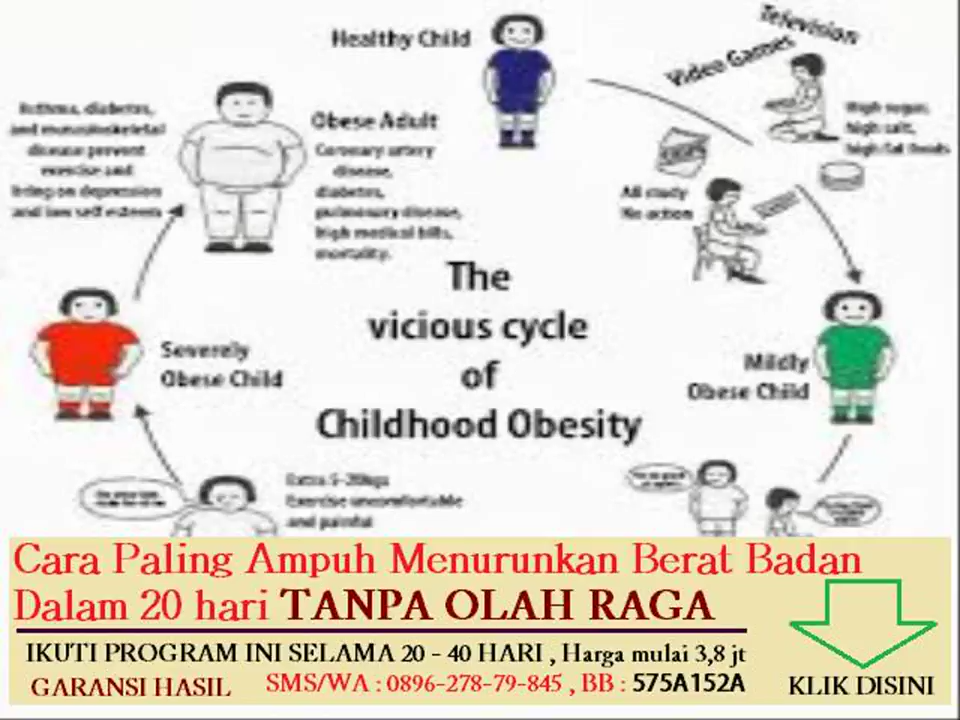 Healthy Child
Television
Video Games
High sugar,
high salt,
high fat foods
Asthma, diabetes,
and musculoskeletal
disease prevent
exercise and
bring on depression
and low self esteem
Obese Adult
Coronary artery
disease,
diabetes,
pulmonary disease,
high medical bills,
mortality.
All study
No action
The
vicious cycle
of
Childhood Obesity
Severely
Obese Child
Mildly
Obese Child
Extra 5-20kgs
Exercise uncomfortable
and painful
Cara Paling Ampuh Menurunkan Berat Badan
Dalam 20 hari TANPA OLAH RAGA
IKUTI PROGRAM INI SELAMA 20 - 40 HARI , Harga mulai 3,8 jt
GARANSI HASIL SMS/WA : 0896-278-79-845 , BB : 575A152A
KLIK DISINI